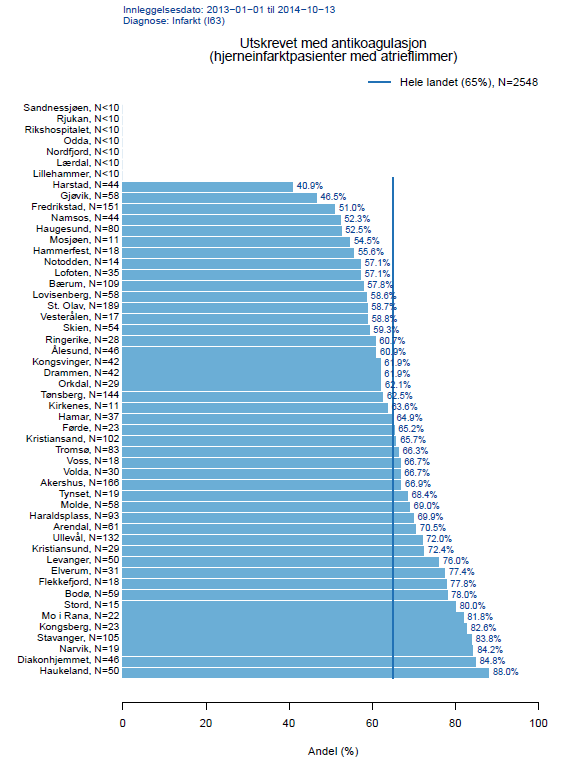 Innleggelsesdato: 2013−01−01 til 2014−10−13
Diagnose: Infarkt (I63)
Utskrevet med antikoagulasjon
(hjerneinfarktpasienter med atrieflimmer)
Hele landet (65%), N=2548
Sandnessjøen, N<10
Rjukan, N<10
Rikshospitalet, N<10
Odda, N<10
Nordfjord, N<10
Lærdal, N<10
Lillehammer, N<10
Harstad, N=44 40.9%
Gjøvik, N=58 46.5%
Fredrikstad, N=151 51.0%
Namsos, N=44 52.3%
Haugesund, N=80 52.5%
Mosjøen, N=11 54.5%
Hammerfest, N=18 55.6%
Notodden, N=14 57.1%
Lofoten, N=35 57.1%
Bærum, N=109 57.8%
Lovisenberg, N=58 58.6%
St. Olav, N=189 58.7%
Vesterålen, N=17 58.8%
Skien, N=54 59.3%
Ringerike, N=28 60.7%
Ålesund, N=46 60.9%
Kongsvinger, N=42 61.9%
Drammen, N=42 61.9%
Orkdal, N=29 62.1%
Tønsberg, N=144 62.5%
Kirkenes, N=11 63.6%
Hamar, N=37 64.9%
Førde, N=23 65.2%
Kristiansand, N=102 65.7%
Tromsø, N=83 66.3%
Voss, N=18 66.7%
Volda, N=30 66.7%
Akershus, N=166 66.9%
Tynset, N=19 68.4%
Molde, N=58 69.0%
Haraldsplass, N=93 69.9%
Arendal, N=61 70.5%
Ullevål, N=132 72.0%
Kristiansund, N=29 72.4%
Levanger, N=50 76.0%
Elverum, N=31 77.4%
Flekkefjord, N=18 77.8%
Bodø, N=59 78.0%
Stord, N=15 80.0%
Mo i Rana, N=22 81.8%
Kongsberg, N=23 82.6%
Stavanger, N=105 83.8%
Narvik, N=19 84.2%
Diakonhjemmet, N=46 84.8%
Haukeland, N=50 88.0%
0 20 40 60 80 100
Andel (%)